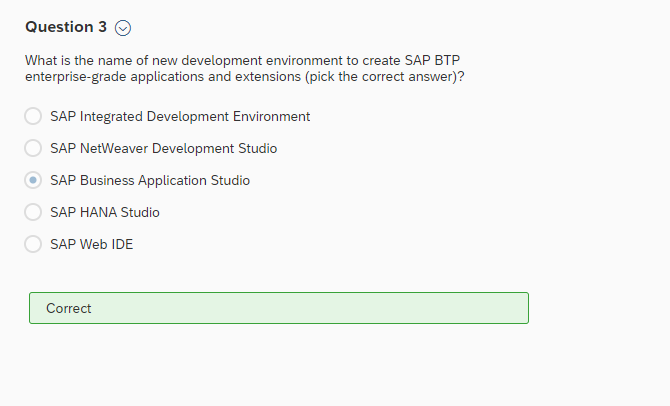 Question 3
What is the name of new development environment to create SAP BTP
enterprise-grade applications and extensions (pick the correct answer)?
SAP Integrated Development Environment
SAP NetWeaver Development Studio
SAP Business Application Studio
SAP HANA Studio
SAP Web IDE
Correct